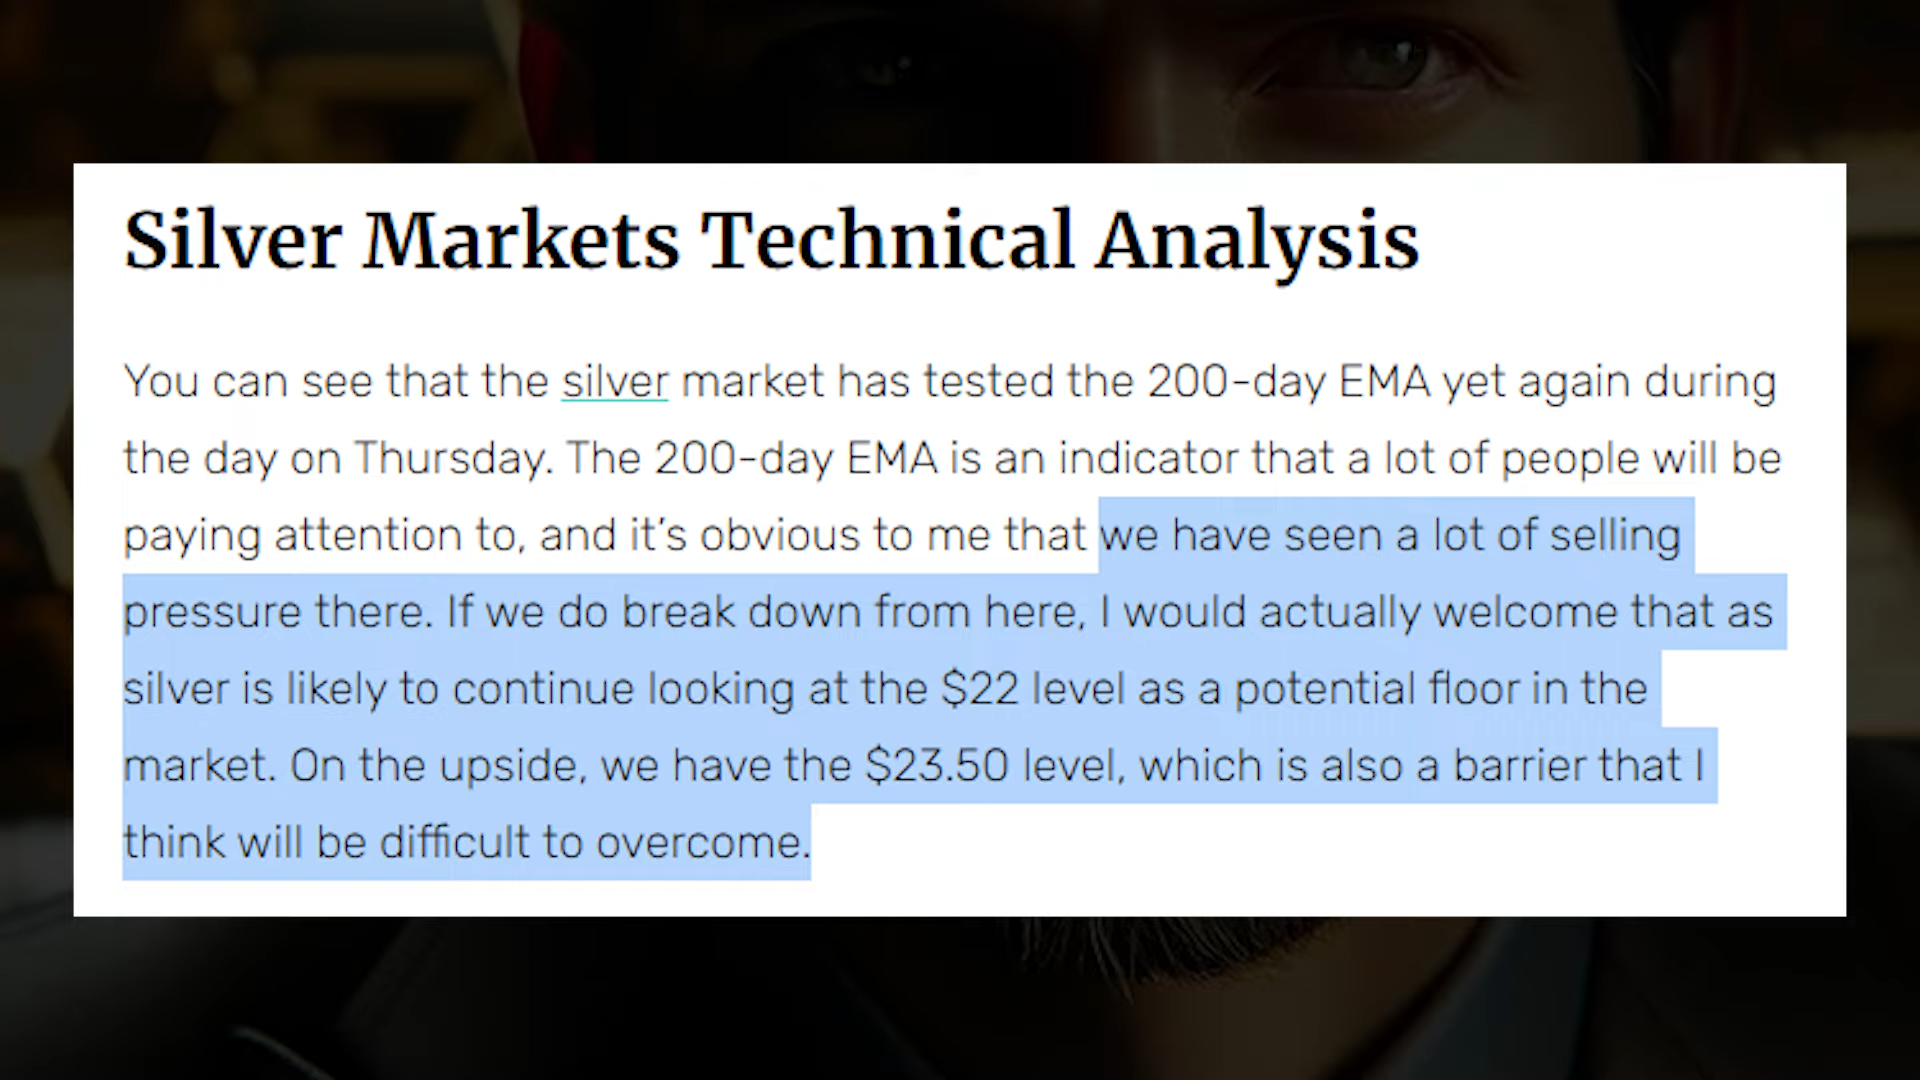 Silver Markets Technical Analysis
You can see that the silver market has tested the 200-day EMA yet again during
the day on Thursday. The 200-day EMA is an indicator that a lot of people will be
paying attention to, and it’s obvious to me that we have seen a lot of selling
pressure there. If we do break down from here, I would actually welcome that as
silver is likely to continue looking at the $22 level as a potential floor in the
market. On the upside, we have the $23.50 level, which is also a barrier that I
think will be difficult to overcome.